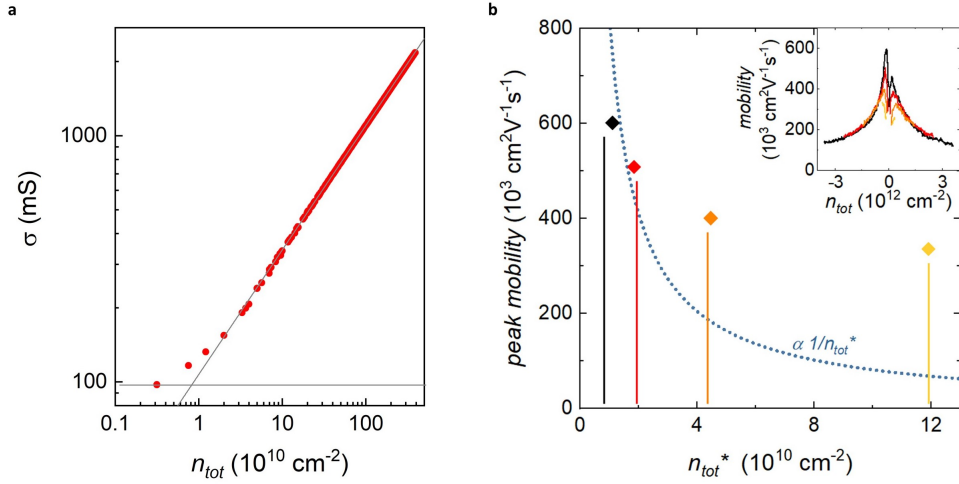 a
σ (mS)
1000
100
0.1
1
10
100
n_tot (10^10 cm^-2)
b
peak mobility (10^3 cm^2V^-1s^-1)
800
600
400
200
0
0
4
8
12
n_tot* (10^10 cm^-2)
α 1/n_tot*
mobility
(10^3 cm^2V^-1s^-1)
600
400
200
0
-3
0
3
n_tot (10^12 cm^-2)